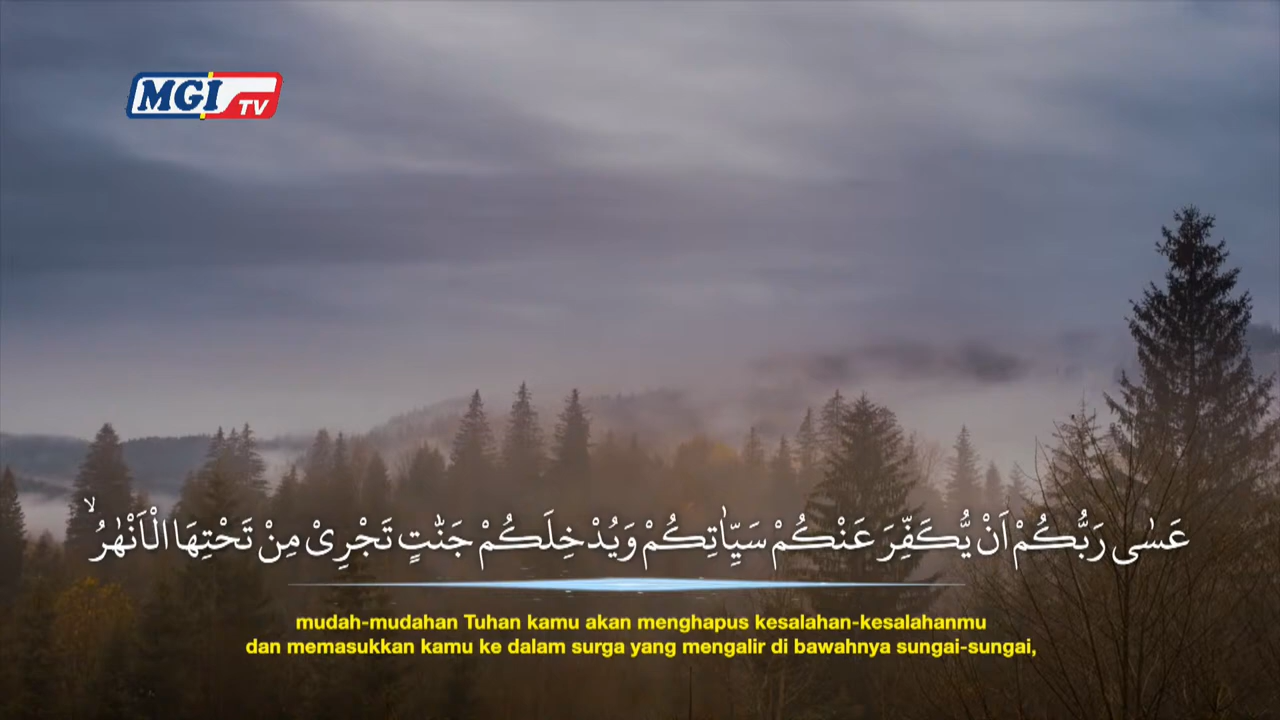 MGI TV
عَسٰى رَبُّكُمْ اَنْ يُّكَفِّرَ عَنْكُمْ سَيِّاٰتِكُمْ وَيُدْخِلَكُمْ جَنّٰتٍ تَجْرِيْ مِنْ تَحْتِهَا الْاَنْهٰرُۙ
mudah-mudahan Tuhan kamu akan menghapus kesalahan-kesalahanmu
dan memasukkan kamu ke dalam surga yang mengalir di bawahnya sungai-sungai,